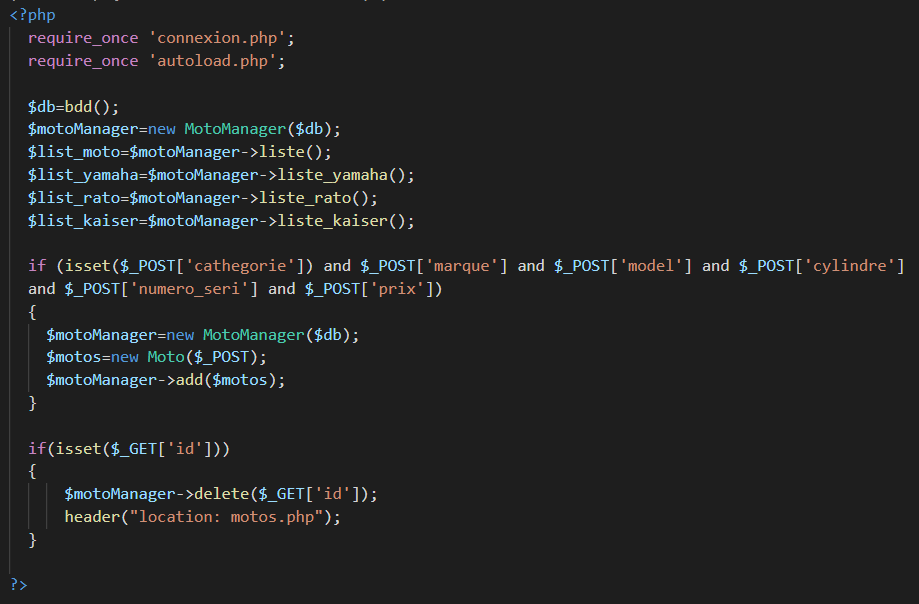 <?php
require_once 'connexion.php';
require_once 'autoload.php';
$db=bdd();
$motoManager=new MotoManager($db);
$list_moto=$motoManager->liste();
$list_yamaha=$motoManager->liste_yamaha();
$list_rato=$motoManager->liste_rato();
$list_kaiser=$motoManager->liste_kaiser();
if (isset($_POST['cathegorie']) and $_POST['marque'] and $_POST['model'] and $_POST['cylindre']
and $_POST['numero_seri'] and $_POST['prix'])
{
$motoManager=new MotoManager($db);
$motos=new Moto($_POST);
$motoManager->add($motos);
}
if(isset($_GET['id']))
{
$motoManager->delete($_GET['id']);
header("location: motos.php");
}
?>